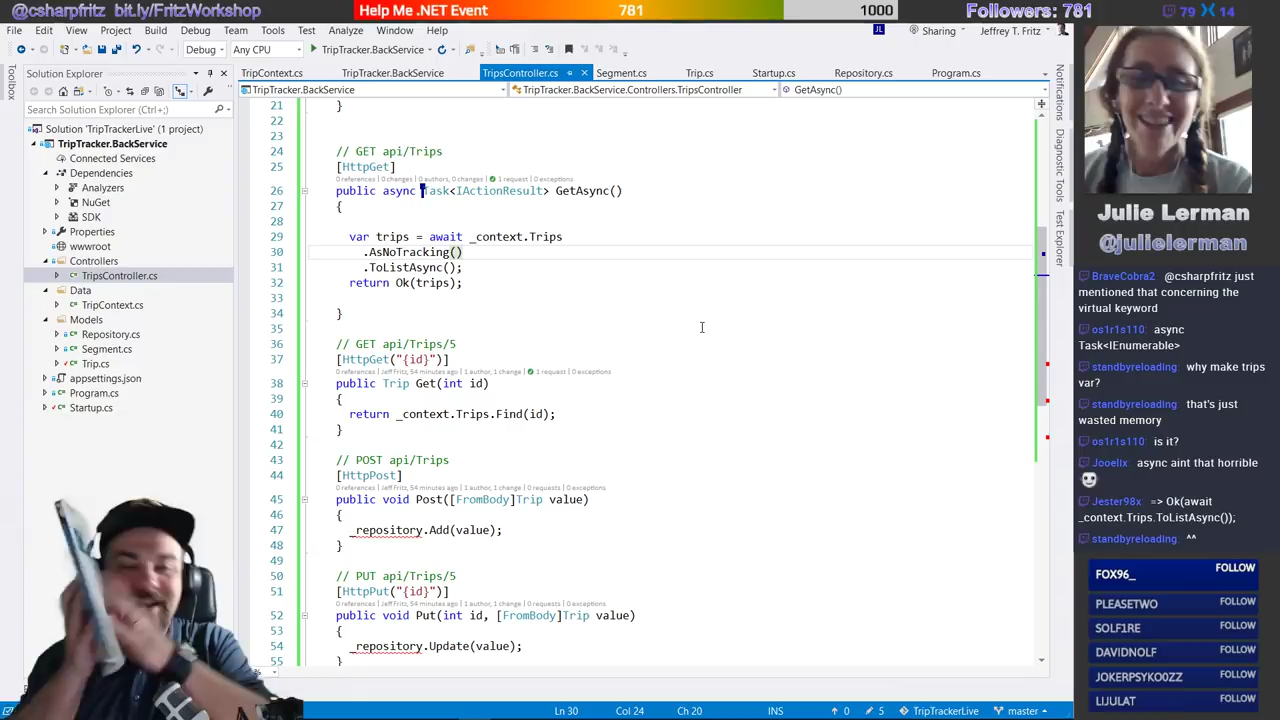 @csharpfritz bit.ly/FritzWorkshop
Help Me .NET Event 781 1000
Followers: 781
79 14
File Edit View Project Build Debug Team Tools Test Analyze Window Help
JL
Sharing
Jeffrey T. Fritz
Debug Any CPU TripTracker.BackService
Toolbox
Solution Explorer
Search Solution Explorer (Ctrl+;)
Solution 'TripTrackerLive' (1 project)
TripTracker.BackService
Connected Services
Dependencies
Analyzers
NuGet
SDK
Properties
wwwroot
Controllers
TripsController.cs
Data
TripContext.cs
Models
Repository.cs
Segment.cs
Trip.cs
appsettings.json
Program.cs
Startup.cs
TripContext.cs TripTracker.BackService TripsController.cs Segment.cs Trip.cs Startup.cs Repository.cs Program.cs
TripTracker.BackService TripTracker.BackService.Controllers.TripsController GetAsync()
21 }
22
23
24 // GET api/Trips
25 [HttpGet]
0 references | 0 changes | 0 authors, 0 changes | 1 request | 0 exceptions
26 public async Task<IActionResult> GetAsync()
27 {
28
29 var trips = await _context.Trips
30 .AsNoTracking()
31 .ToListAsync();
32 return Ok(trips);
33
34 }
35
36 // GET api/Trips/5
37 [HttpGet("{id}")]
0 references | Jeff Fritz, 54 minutes ago | 1 author, 1 change | 1 request | 0 exceptions
38 public Trip Get(int id)
39 {
40 return _context.Trips.Find(id);
41 }
42
43 // POST api/Trips
44 [HttpPost]
0 references | Jeff Fritz, 54 minutes ago | 1 author, 1 change | 0 requests | 0 exceptions
45 public void Post([FromBody]Trip value)
46 {
47 _repository.Add(value);
48 }
49
50 // PUT api/Trips/5
51 [HttpPut("{id}")]
0 references | Jeff Fritz, 54 minutes ago | 1 author, 1 change | 0 requests | 0 exceptions
52 public void Put(int id, [FromBody]Trip value)
53 {
54 _repository.Update(value);
55 }
Notifications
Diagnostic Tools
Test Explorer
Ln 30 Col 24 Ch 20 INS 0 5 TripTrackerLive master
Julie Lerman
@julielerman
BraveCobra2: @csharpfritz just
mentioned that concerning the
virtual keyword
os1r1s110: async
Task<IEnumerable>
standbyreloading: why make trips
var?
standbyreloading: that's just
wasted memory
os1r1s110: is it?
Jooelix: async aint that horrible
Jester98x: => Ok(await
_context.Trips.ToListAsync());
standbyreloading: ^^
FOX96_ FOLLOW
PLEASETWO FOLLOW
SOLF1RE FOLLOW
DAVIDNOLF FOLLOW
JOKERPSYKO0ZZ FOLLOW
LIJULAT FOLLOW